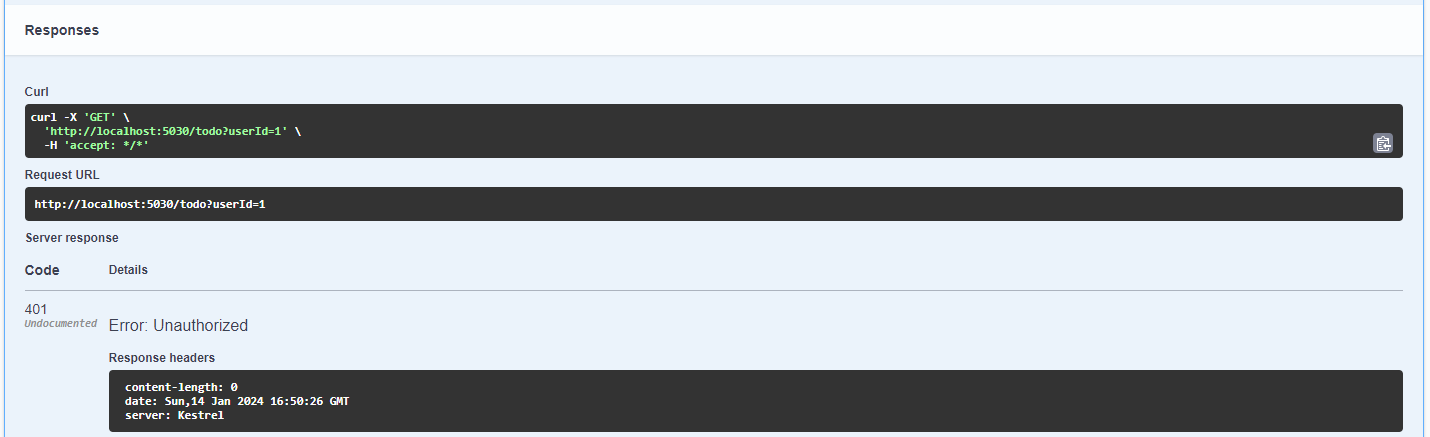 Responses
Curl
curl -X 'GET' \
'http://localhost:5030/todo?userId=1' \
-H 'accept: */*'
Request URL
http://localhost:5030/todo?userId=1
Server response
Code Details
401
Undocumented
Error: Unauthorized
Response headers
content-length: 0
date: Sun,14 Jan 2024 16:50:26 GMT
server: Kestrel